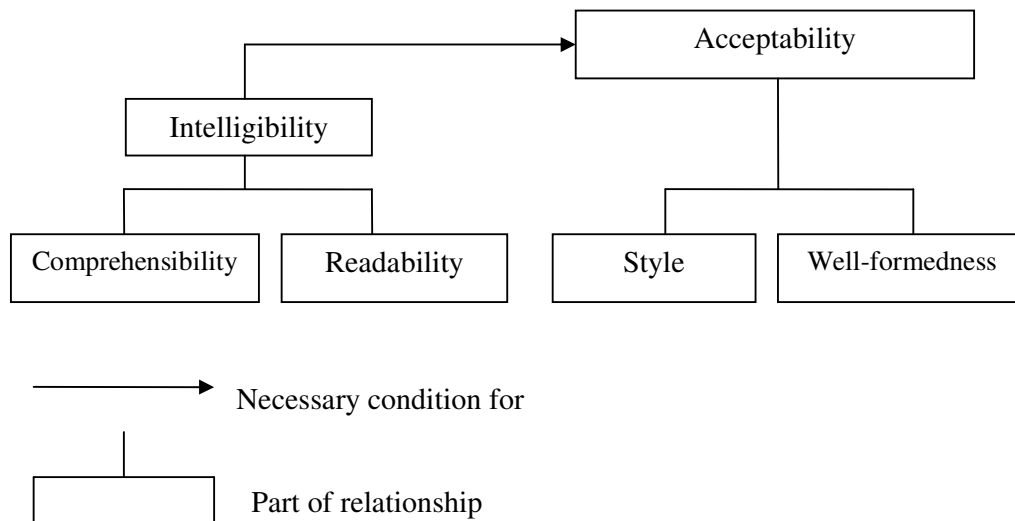 Acceptability
Intelligibility
Comprehensibility
Readability
Style
Well-formedness
Necessary condition for
Part of relationship